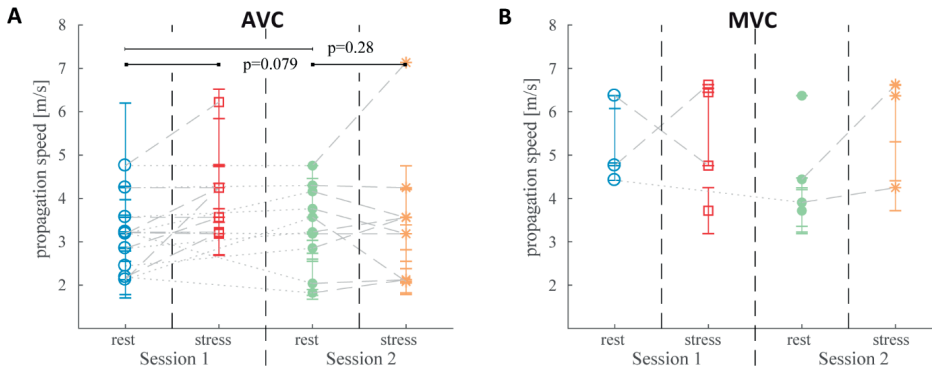 A
AVC
propagation speed [m/s]
8
7
6
5
4
3
2
p=0.28
p=0.079
rest
stress
rest
stress
Session 1
Session 2
B
MVC
propagation speed [m/s]
8
7
6
5
4
3
2
rest
stress
rest
stress
Session 1
Session 2